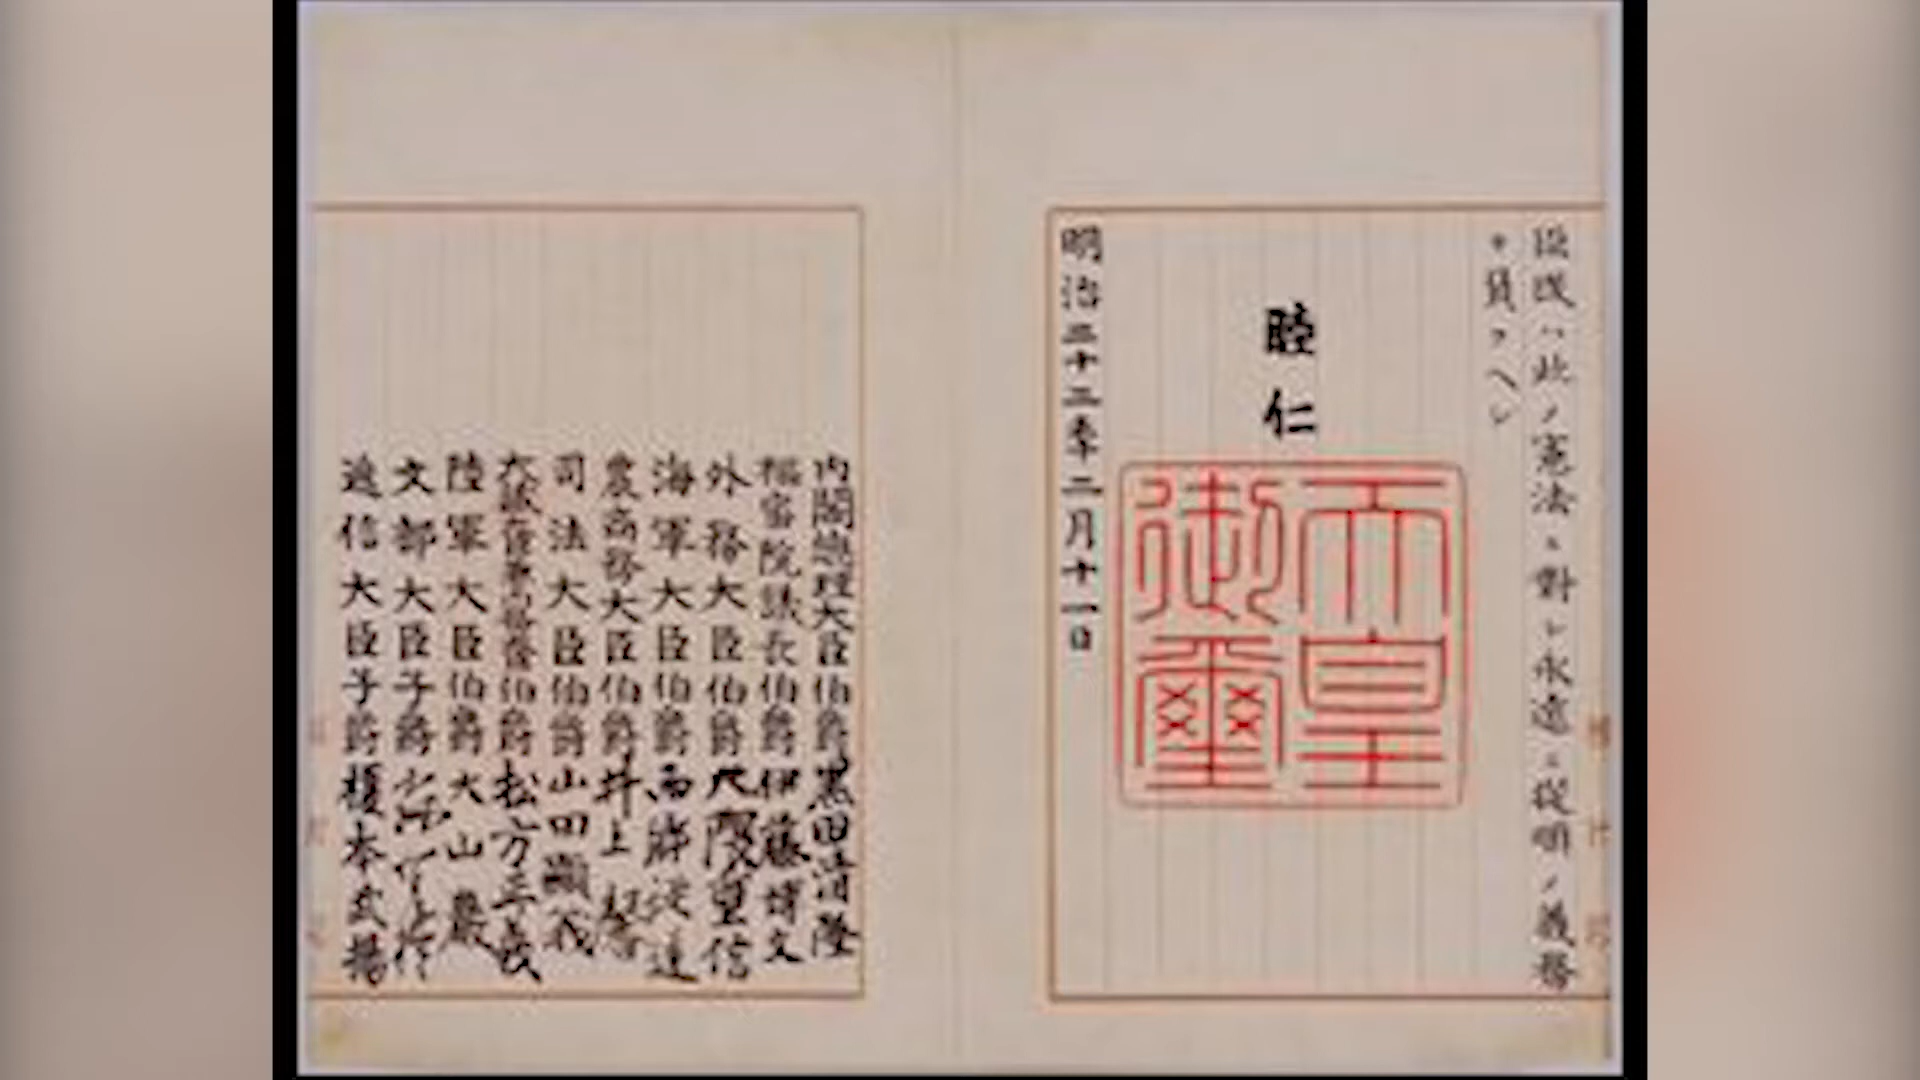 臣民ハ此ノ憲法ニ對シ永遠ニ從順ノ義務
ヲ負フヘシ
睦仁
天皇
御璽
明治二十二年二月十一日
内閣總理大臣伯爵黒田清隆
樞密院議長伯爵伊藤博文
外務大臣伯爵大隈重信
海軍大臣伯爵西郷從道
農商務大臣伯爵井上馨
司法大臣伯爵山田顯義
大藏大臣兼内務大臣伯爵松方正義
陸軍大臣伯爵大山巖
文部大臣子爵森有禮
遞信大臣子爵榎本武揚